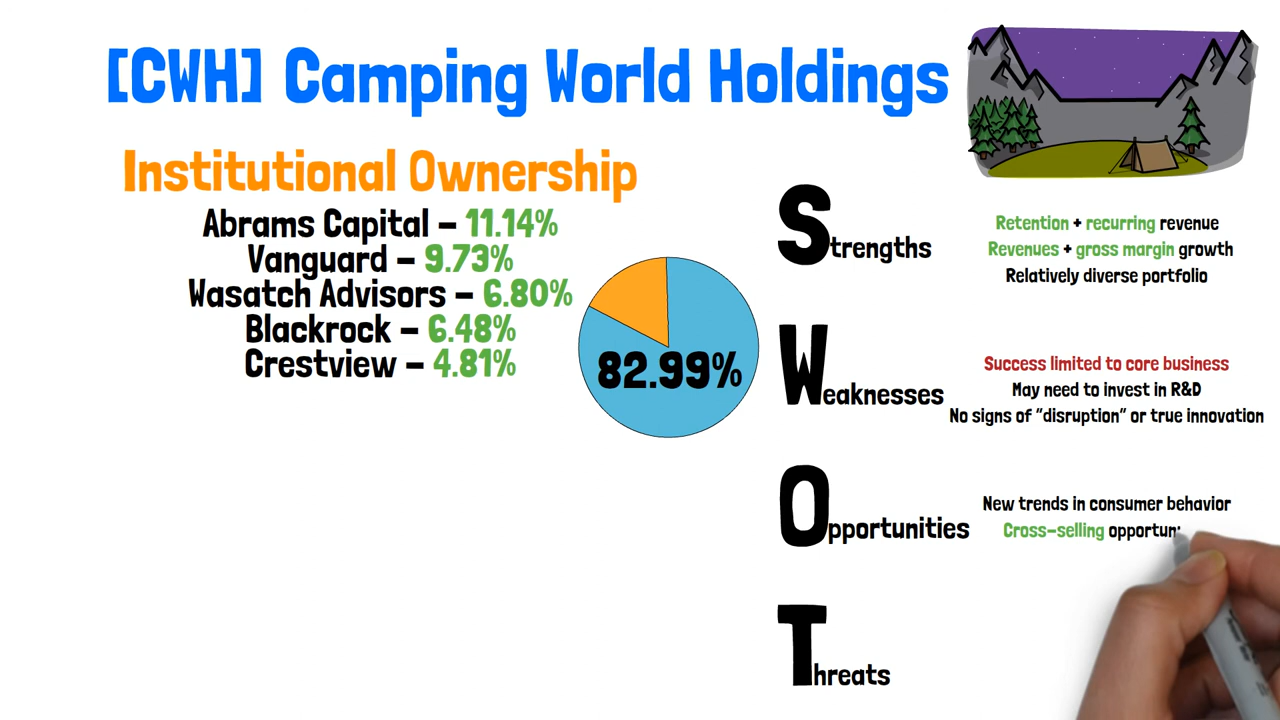 [CWH] Camping World Holdings
Institutional Ownership
Abrams Capital – 11.14%
Vanguard – 9.73%
Wasatch Advisors – 6.80%
Blackrock – 6.48%
Crestview – 4.81%
82.99%
Strengths
Retention + recurring revenue
Revenues + gross margin growth
Relatively diverse portfolio
Weaknesses
Success limited to core business
May need to invest in R&D
No signs of "disruption" or true innovation
Opportunities
New trends in consumer behavior
Cross-selling opportun
Threats